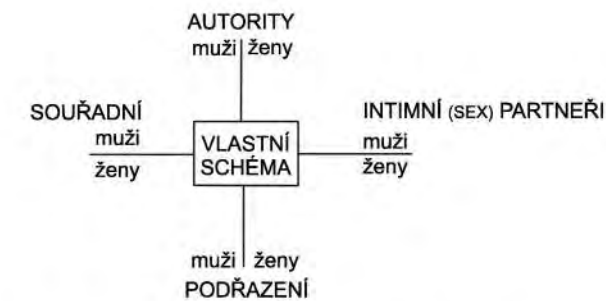 AUTORITY
muži ženy
SOUŘADNÍ
muži
ženy
VLASTNÍ
SCHÉMA
INTIMNÍ (SEX) PARTNEŘI
muži
ženy
muži ženy
PODŘAZENÍ